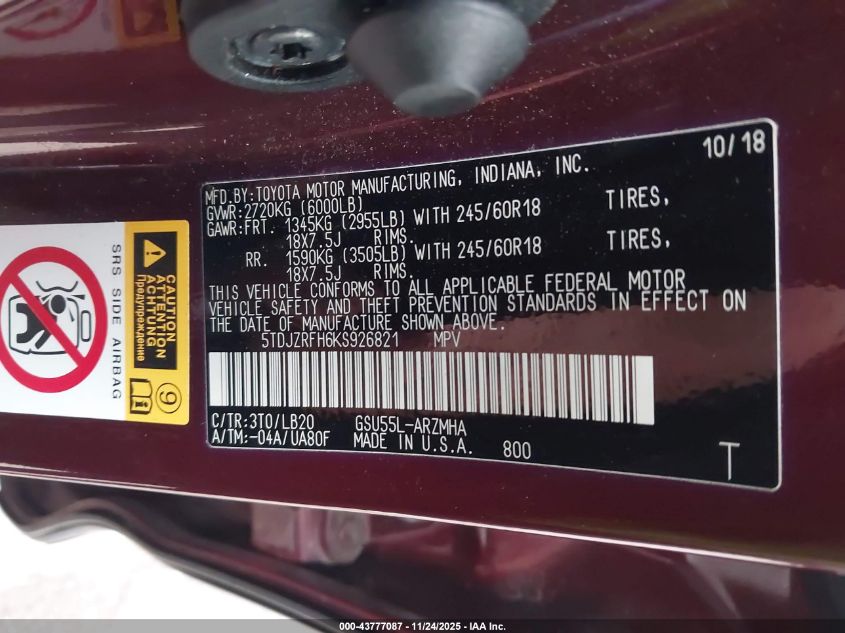 10/18
MFD.BY:TOYOTA MOTOR MANUFACTURING, INDIANA, INC.
GVWR:2720KG (6000LB)
GAWR:FRT. 1345KG (2955LB) WITH 245/60R18 TIRES,
18X7.5J RIMS.
RR. 1590KG (3505LB) WITH 245/60R18 TIRES,
18X7.5J RIMS.
THIS VEHICLE CONFORMS TO ALL APPLICABLE FEDERAL MOTOR
VEHICLE SAFETY AND THEFT PREVENTION STANDARDS IN EFFECT ON
THE DATE OF MANUFACTURE SHOWN ABOVE.
5TDJZRFH6KS926821 MPV
C/TR:3T0/LB20 GSU55L-ARZMHA
A/TM:-04A/UA80F MADE IN U.S.A. 800
T
SRS SIDE AIRBAG
CAUTION
ATTENTION
ACHTUNG
Предупреждение
9
000-43777087 - 11/24/2025 - IAA Inc.